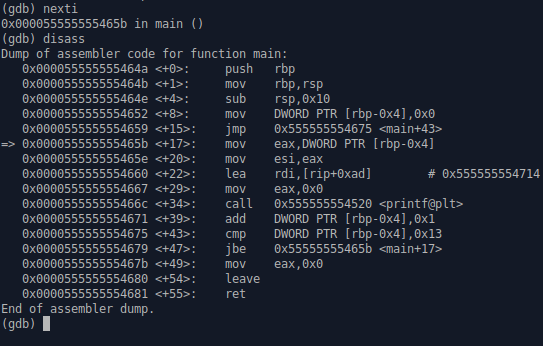 (gdb) nexti
0x000055555555465b in main ()
(gdb) disass
Dump of assembler code for function main:
   0x000055555555464a <+0>:     push   rbp
   0x000055555555464b <+1>:     mov    rbp,rsp
   0x000055555555464e <+4>:     sub    rsp,0x10
   0x0000555555554652 <+8>:     mov    DWORD PTR [rbp-0x4],0x0
   0x0000555555554659 <+15>:    jmp    0x555555554675 <main+43>
=> 0x000055555555465b <+17>:    mov    eax,DWORD PTR [rbp-0x4]
   0x000055555555465e <+20>:    mov    esi,eax
   0x0000555555554660 <+22>:    lea    rdi,[rip+0xad]        # 0x555555554714
   0x0000555555554667 <+29>:    mov    eax,0x0
   0x000055555555466c <+34>:    call   0x555555554520 <printf@plt>
   0x0000555555554671 <+39>:    add    DWORD PTR [rbp-0x4],0x1
   0x0000555555554675 <+43>:    cmp    DWORD PTR [rbp-0x4],0x13
   0x0000555555554679 <+47>:    jbe    0x55555555465b <main+17>
   0x000055555555467b <+49>:    mov    eax,0x0
   0x0000555555554680 <+54>:    leave
   0x0000555555554681 <+55>:    ret
End of assembler dump.
(gdb)